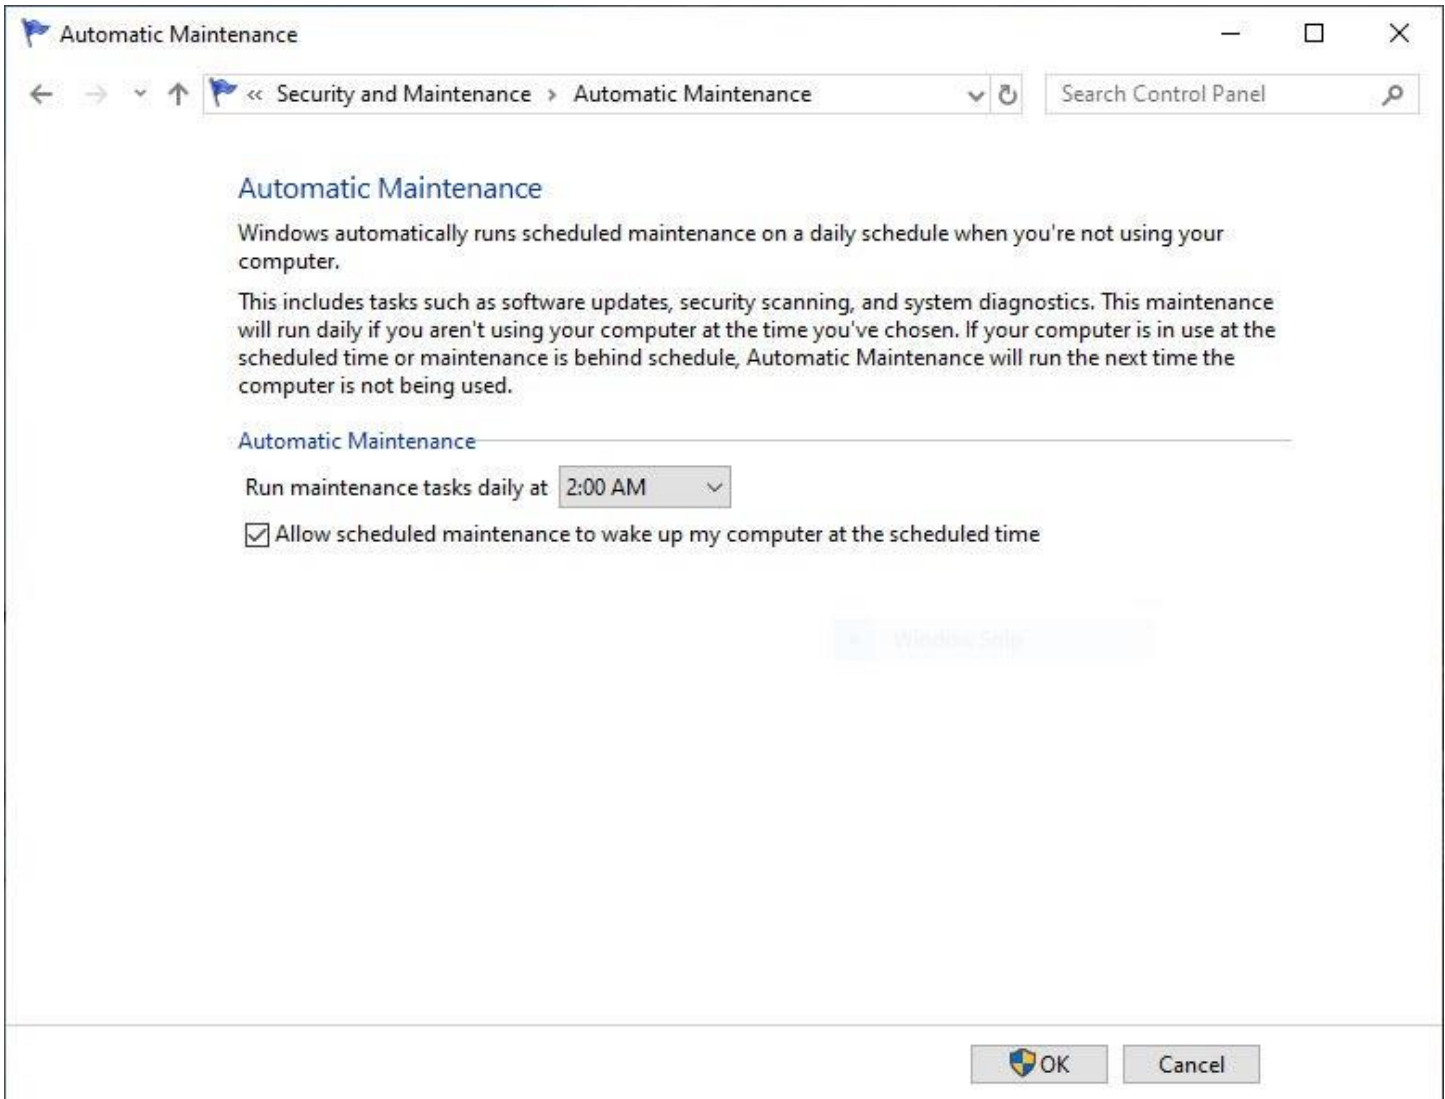 Automatic Maintenance
« Security and Maintenance › Automatic Maintenance
Search Control Panel
Automatic Maintenance
Windows automatically runs scheduled maintenance on a daily schedule when you're not using your
computer.
This includes tasks such as software updates, security scanning, and system diagnostics. This maintenance
will run daily if you aren't using your computer at the time you've chosen. If your computer is in use at the
scheduled time or maintenance is behind schedule, Automatic Maintenance will run the next time the
computer is not being used.
Automatic Maintenance
Run maintenance tasks daily at 2:00 AM
Allow scheduled maintenance to wake up my computer at the scheduled time
Window Snip
OK Cancel